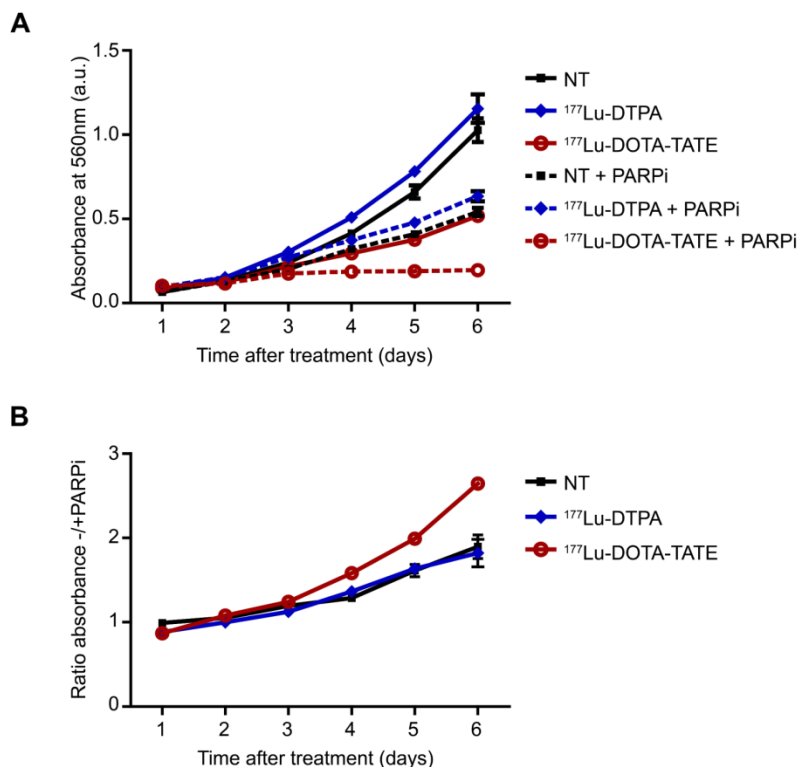 A
Absorbance at 560nm (a.u.)
1.5
1.0
0.5
0.0
1 2 3 4 5 6
Time after treatment (days)
NT
¹⁷⁷Lu-DTPA
¹⁷⁷Lu-DOTA-TATE
NT + PARPi
¹⁷⁷Lu-DTPA + PARPi
¹⁷⁷Lu-DOTA-TATE + PARPi
B
Ratio absorbance -/+PARPi
3
2
1
0
1 2 3 4 5 6
Time after treatment (days)
NT
¹⁷⁷Lu-DTPA
¹⁷⁷Lu-DOTA-TATE